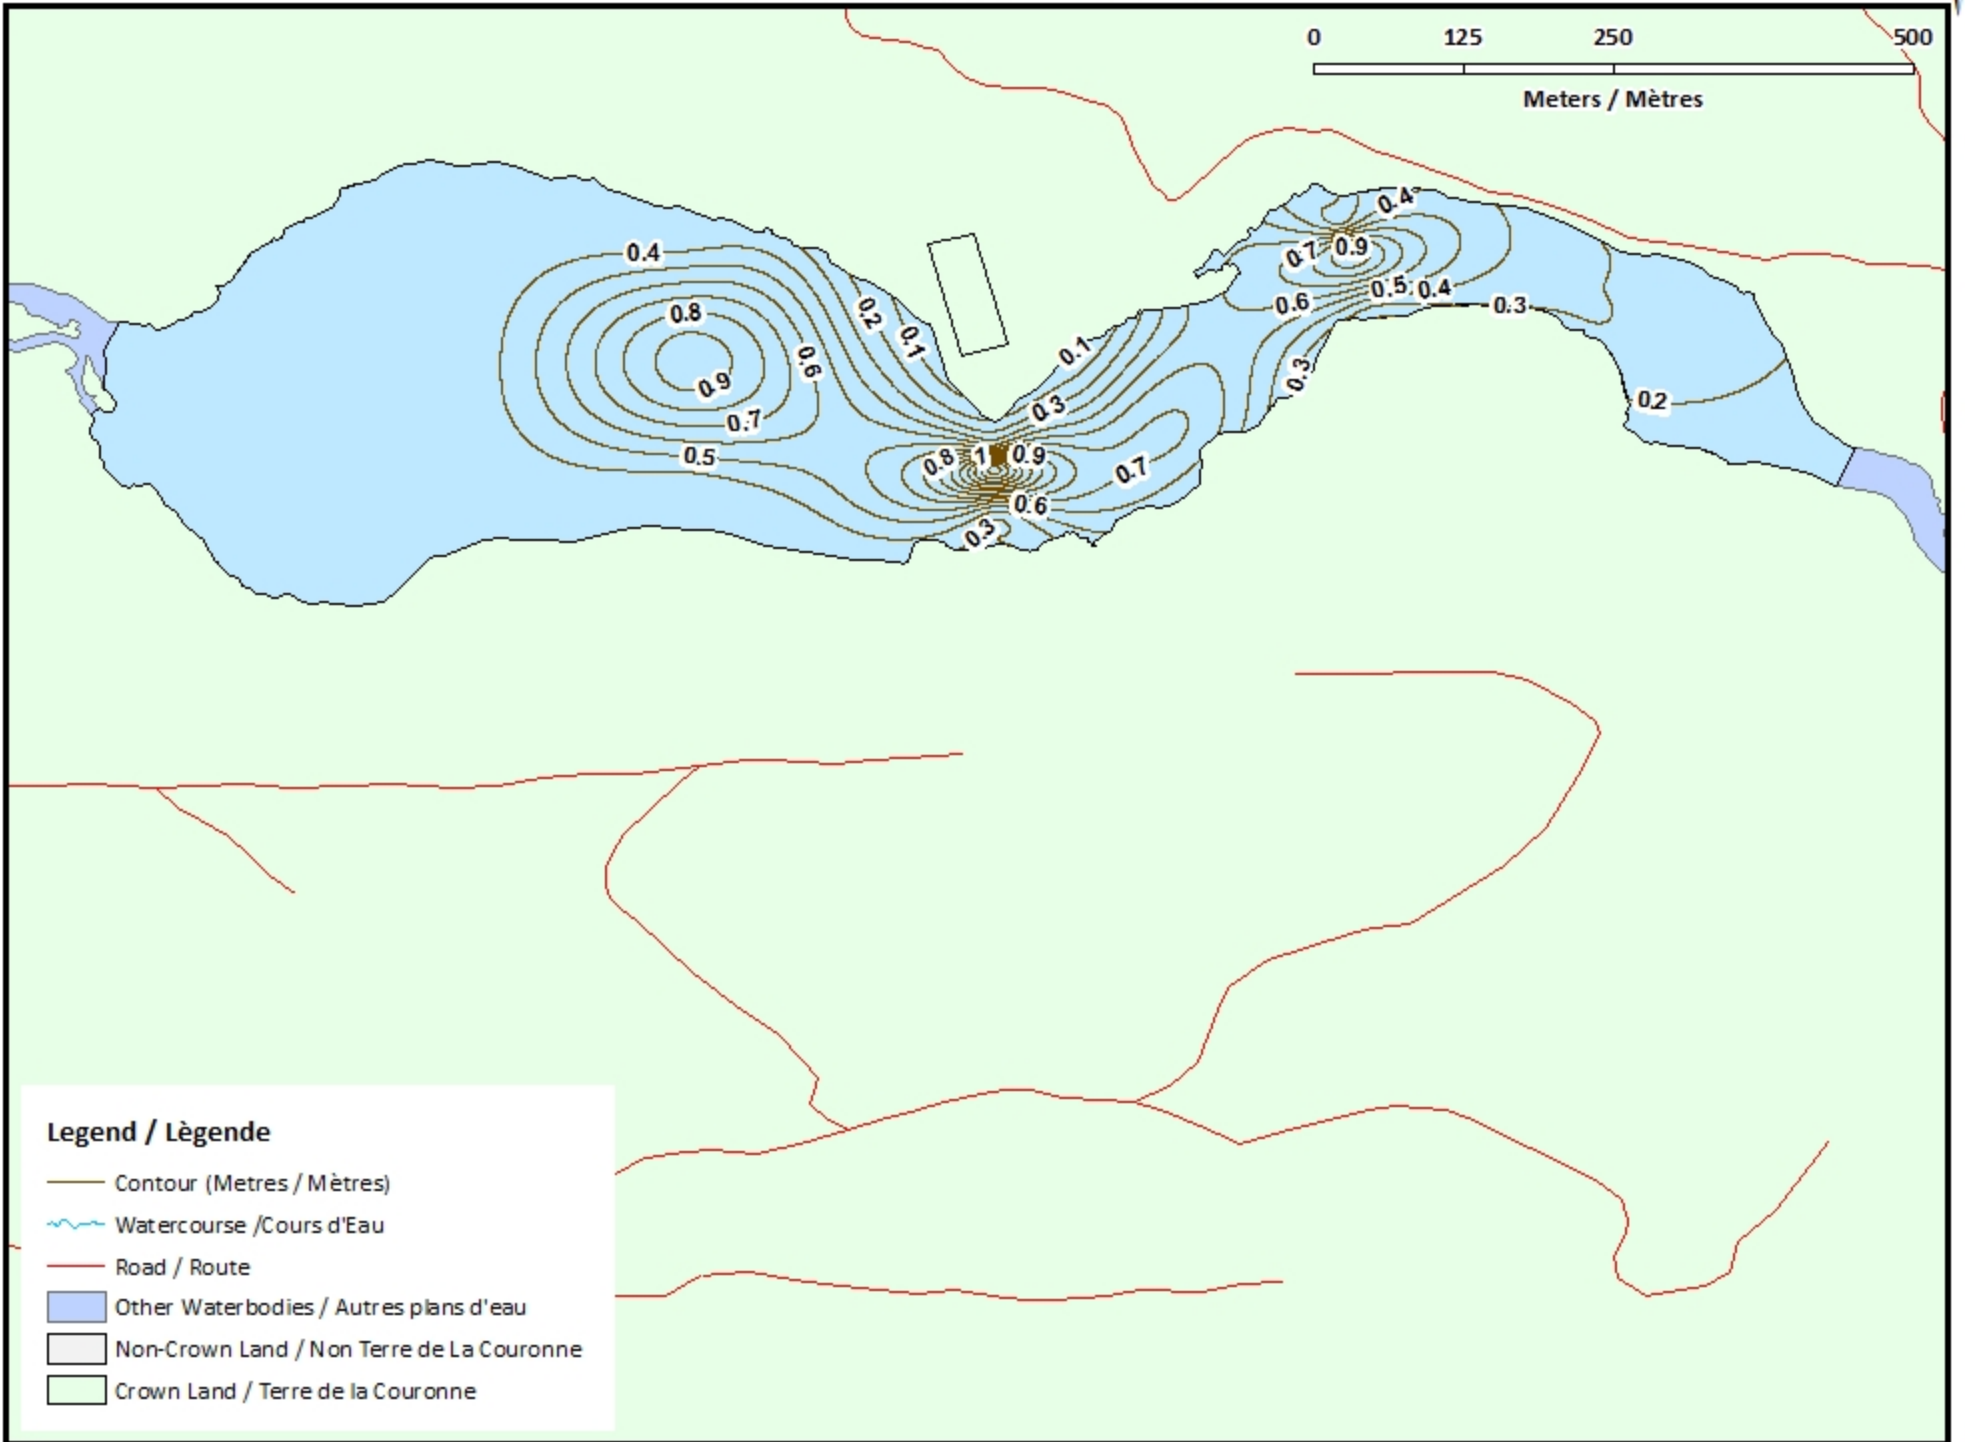 0 125 250 500
Meters / Mètres
0.4
0.4
0.7 0.9
0.8 0.2 0.5 0.4
0.6 0.3
0.1 0.1
0.6 0.3
0.9 0.2
0.7 0.3
0.5 0.8 1 0.9 0.7
0.6
0.3
Legend / Lègende
Contour (Metres / Mètres)
Watercourse /Cours d'Eau
Road / Route
Other Waterbodies / Autres plans d'eau
Non-Crown Land / Non Terre de La Couronne
Crown Land / Terre de la Couronne